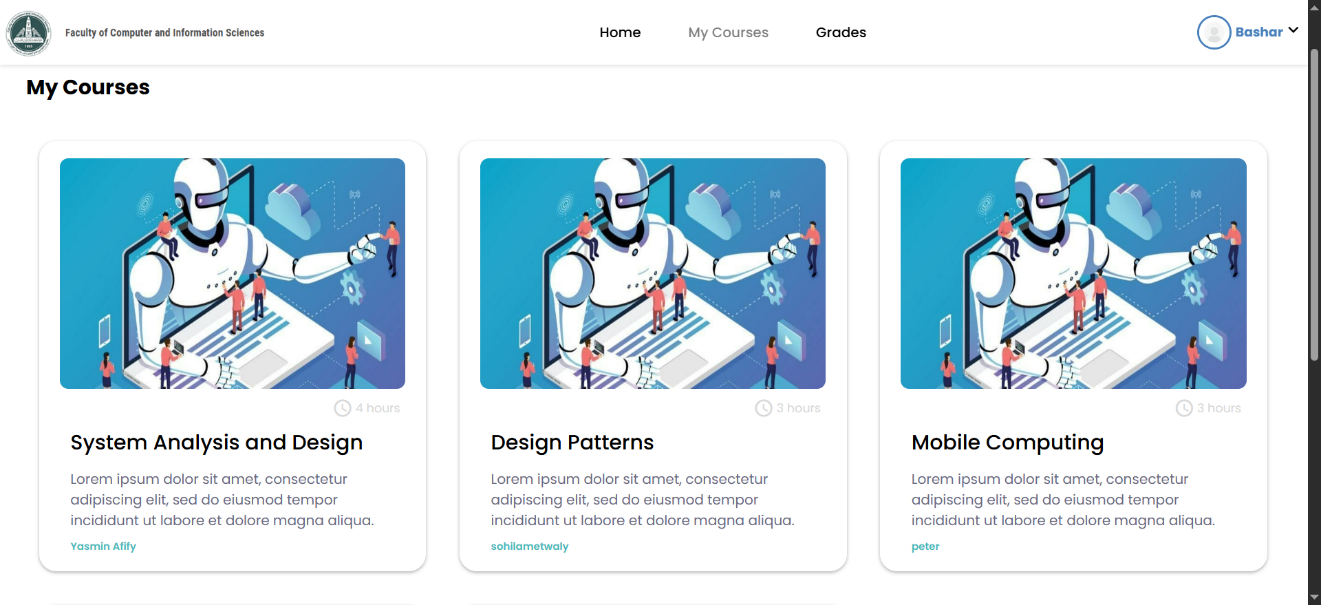 Faculty of Computer and Information Sciences
Home
My Courses
Grades
Bashar
My Courses
4 hours
System Analysis and Design
Lorem ipsum dolor sit amet, consectetur
adipiscing elit, sed do eiusmod tempor
incididunt ut labore et dolore magna aliqua.
Yasmin Afify
3 hours
Design Patterns
Lorem ipsum dolor sit amet, consectetur
adipiscing elit, sed do eiusmod tempor
incididunt ut labore et dolore magna aliqua.
sohilametwaly
3 hours
Mobile Computing
Lorem ipsum dolor sit amet, consectetur
adipiscing elit, sed do eiusmod tempor
incididunt ut labore et dolore magna aliqua.
peter